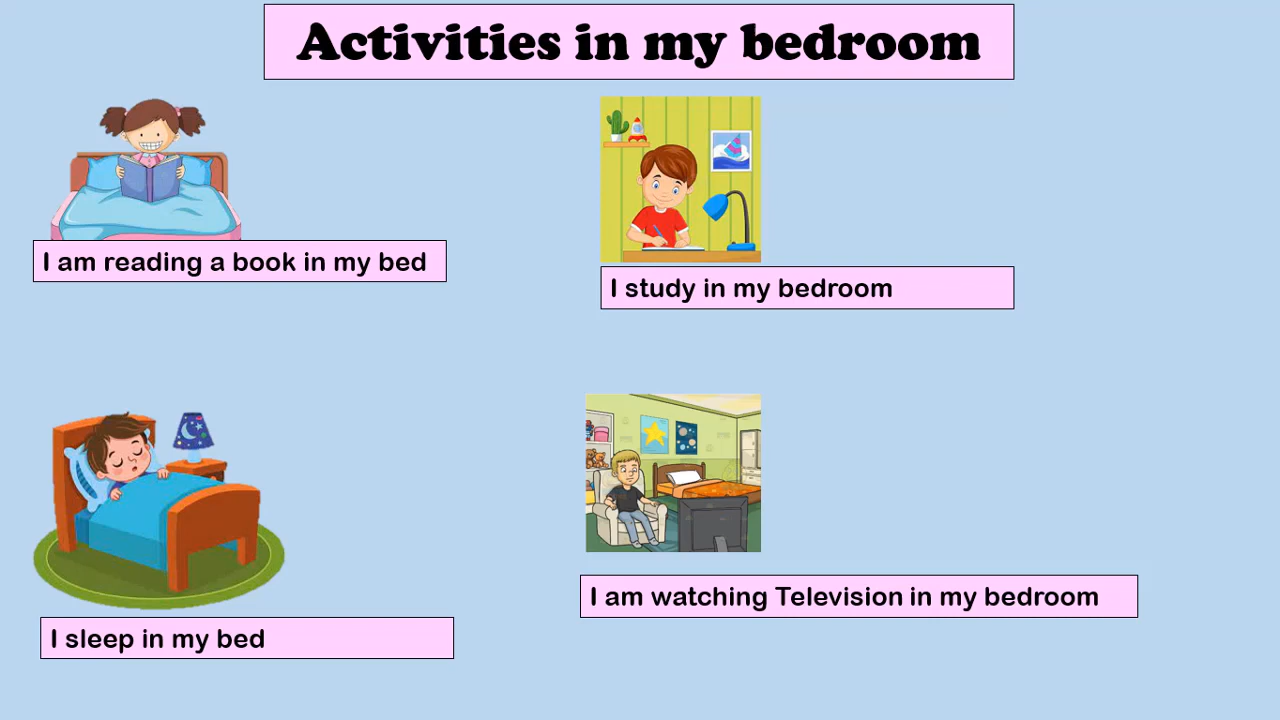 Activities in my bedroom
I am reading a book in my bed
I study in my bedroom
I sleep in my bed
I am watching Television in my bedroom